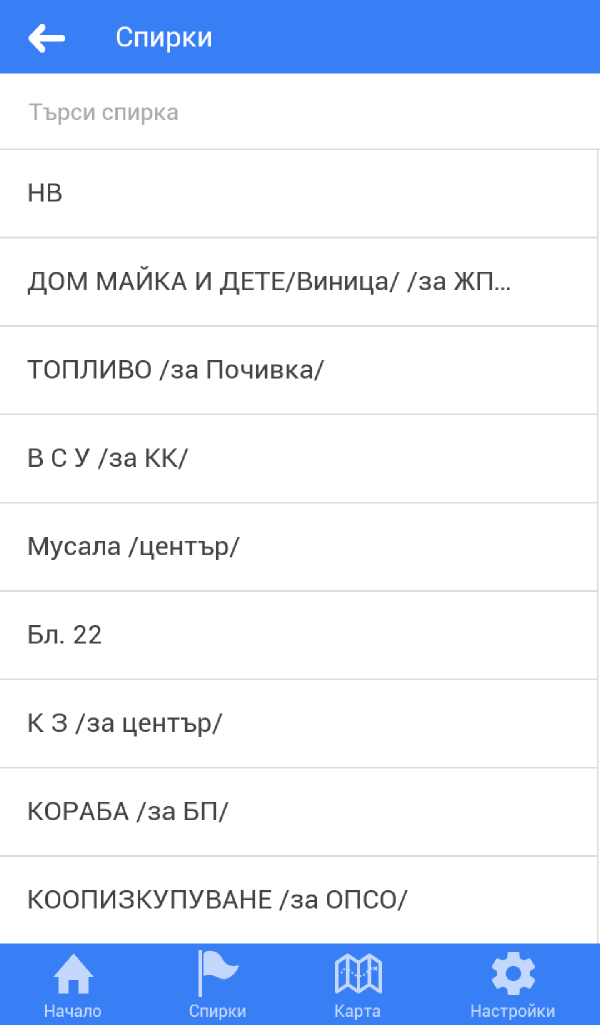 Спирки
Търси спирка
НВ
ДОМ МАЙКА И ДЕТЕ/Виница/ /за ЖП...
ТОПЛИВО /за Почивка/
В С У /за КК/
Мусала /център/
Бл. 22
К З /за център/
КОРАБА /за БП/
КООПИЗКУПУВАНЕ /за ОПСО/
Начало Спирки Карта Настройки